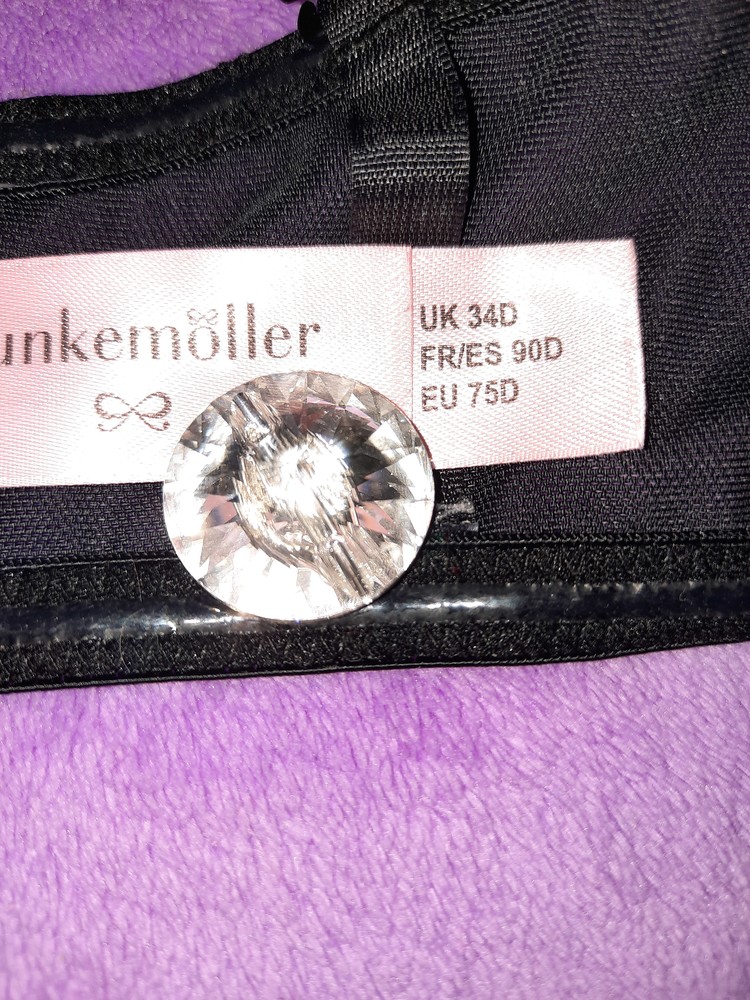 unkemöller
UK 34D
FR/ES 90D
EU 75D